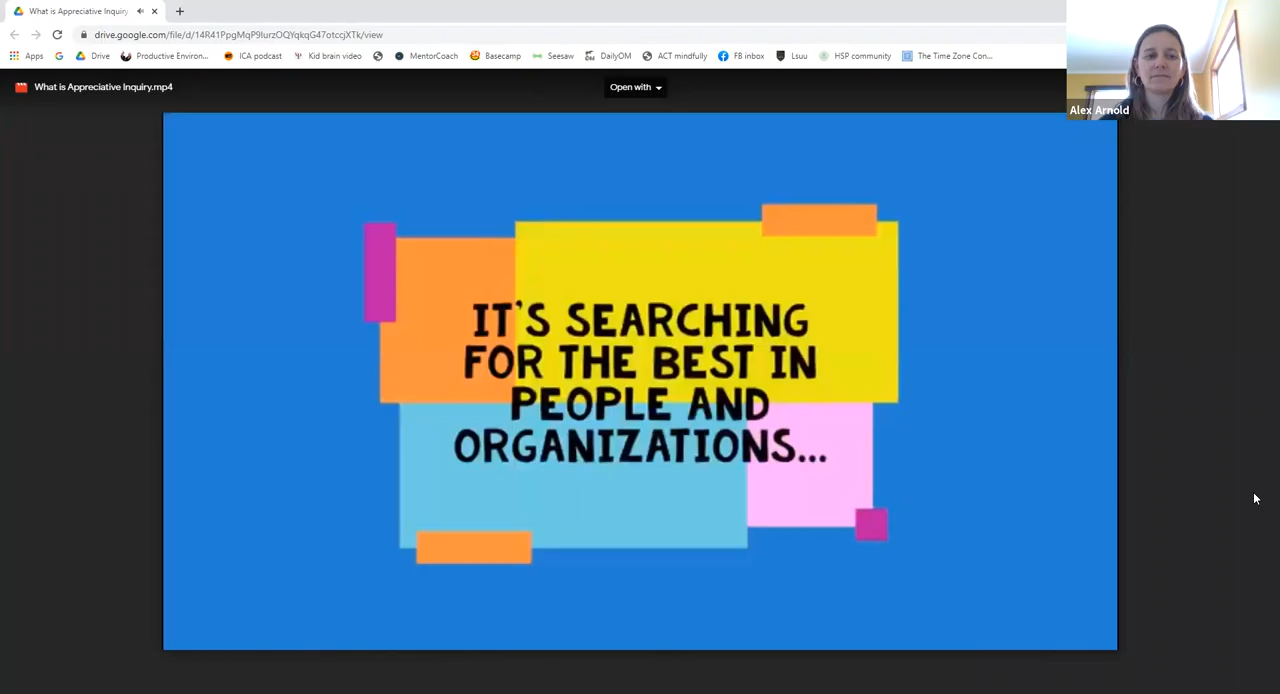 What is Appreciative Inquiry
drive.google.com/file/d/14R41PpgMqP9IurzOQYqkqG47otccjXTk/view
Apps
Drive
Productive Environ...
ICA podcast
Kid brain video
MentorCoach
Basecamp
Seesaw
DailyOM
ACT mindfully
FB inbox
Lsuu
HSP community
The Time Zone Con...
Alex Arnold
What is Appreciative Inquiry.mp4
Open with
IT'S SEARCHING
FOR THE BEST IN
PEOPLE AND
ORGANIZATIONS...